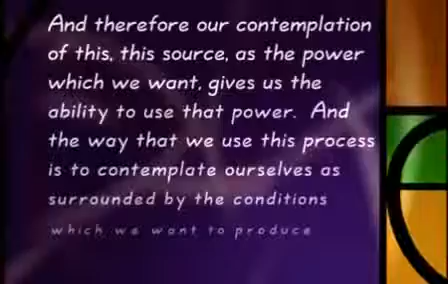 And therefore our contemplation
of this, this source, as the power
which we want, gives us the
ability to use that power. And
the way that we use this process
is to contemplate ourselves as
surrounded by the conditions
which we want to produce